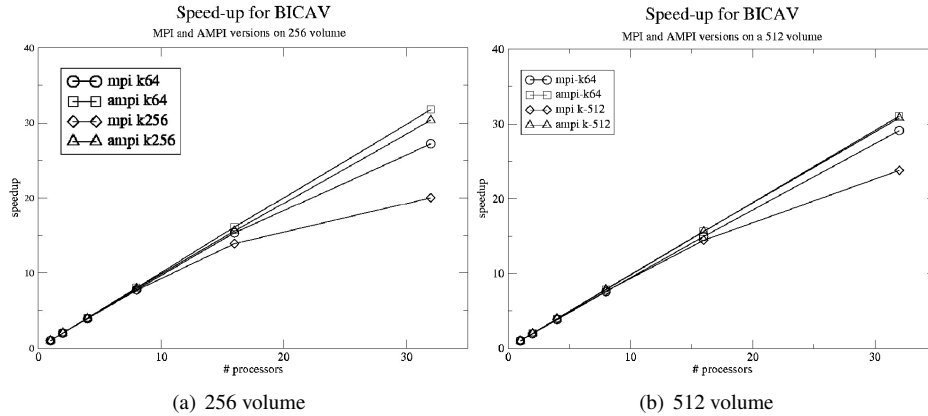 Speed-up for BICAV
MPI and AMPI versions on 256 volume
40
30
20
10
0
speedup
mpi k64
ampi k64
mpi k256
ampi k256
0
10
20
30
# processors
(a) 256 volume
Speed-up for BICAV
MPI and AMPI versions on a 512 volume
40
30
20
10
0
speedup
mpi-k64
ampi-k64
mpi k-512
ampi k-512
0
10
20
30
# processors
(b) 512 volume